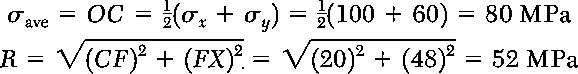 σ_ave = OC = ½(σ_x + σ_y) = ½(100 + 60) = 80 MPa
R = √((CF)² + (FX)²) = √((20)² + (48)²) = 52 MPa